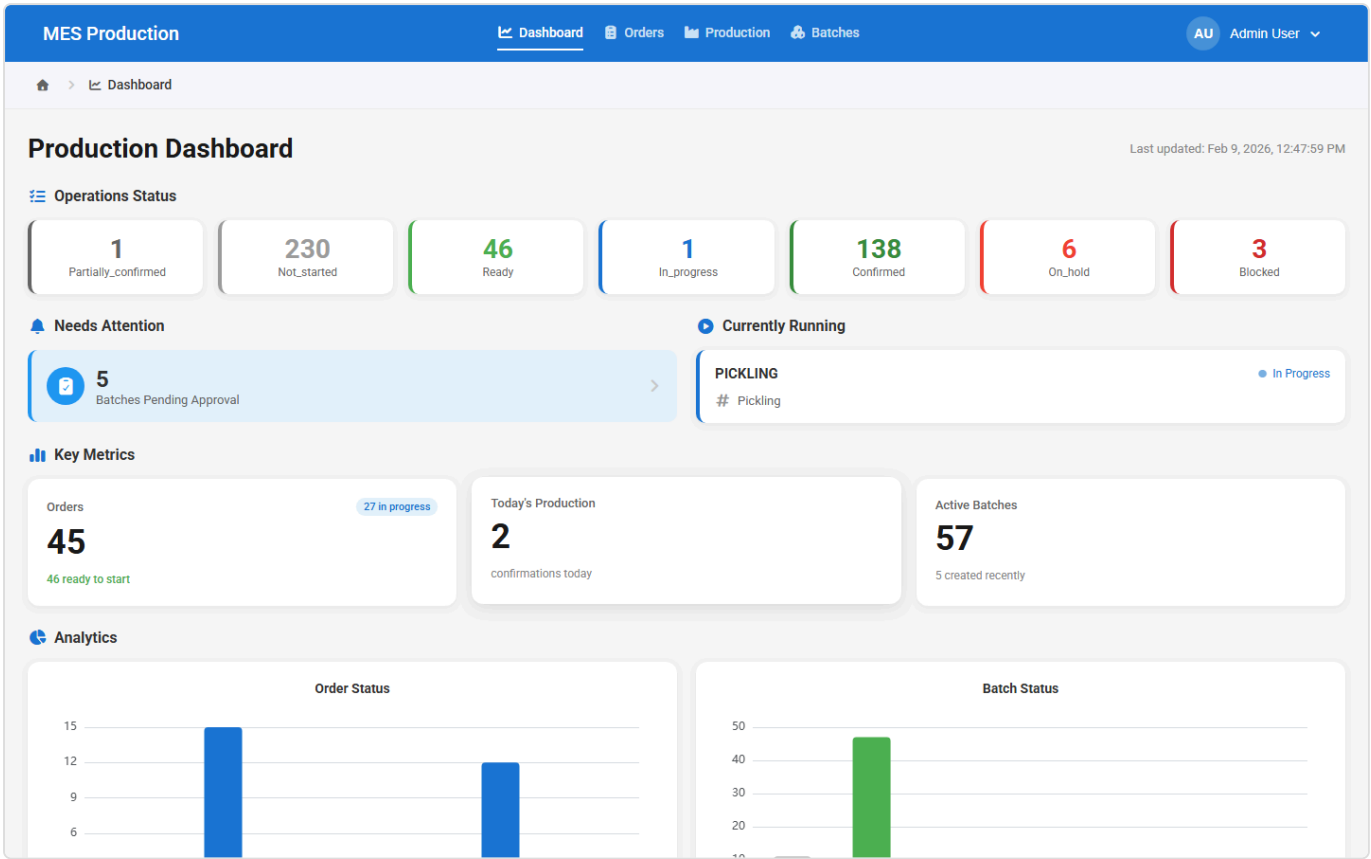 MES Production
Dashboard
Orders
Production
Batches
AU
Admin User
Dashboard
Production Dashboard
Last updated: Feb 9, 2026, 12:47:59 PM
Operations Status
1
Partially_confirmed
230
Not_started
46
Ready
1
In_progress
138
Confirmed
6
On_hold
3
Blocked
Needs Attention
5
Batches Pending Approval
Currently Running
PICKLING
In Progress
# Pickling
Key Metrics
Orders
27 in progress
45
46 ready to start
Today's Production
2
confirmations today
Active Batches
57
5 created recently
Analytics
Order Status
15
12
9
6
Batch Status
50
40
30
20
10